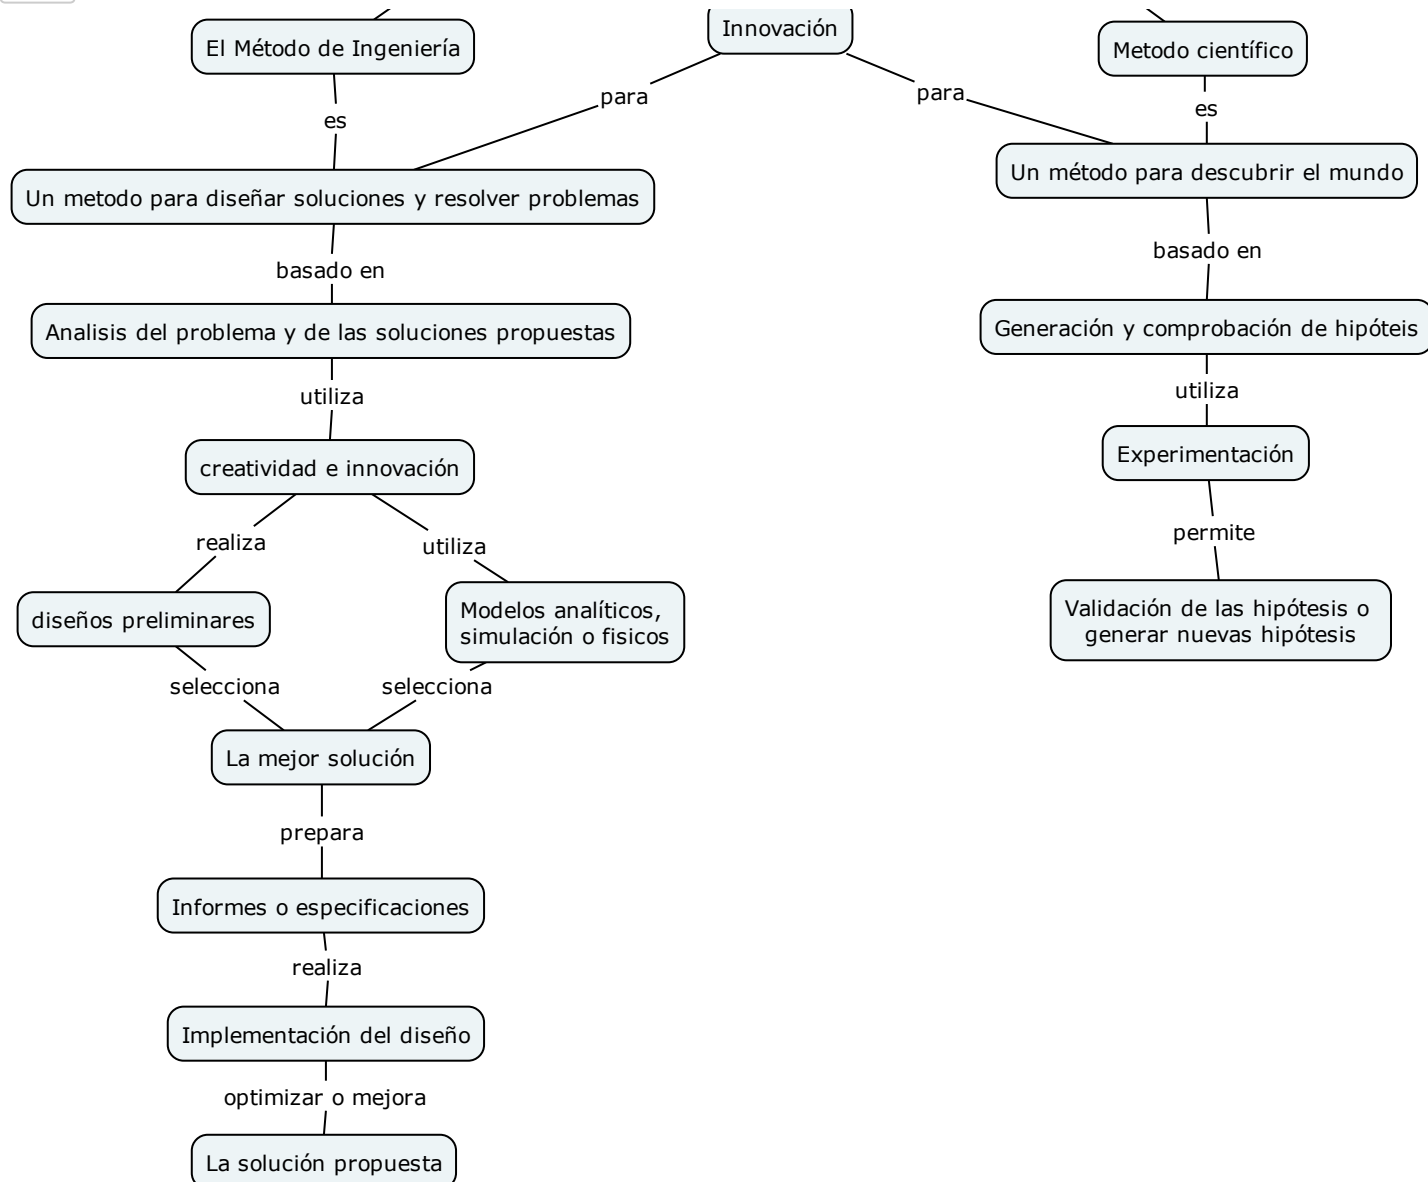 Innovación
El Método de Ingeniería
Metodo científico
para
para
es
es
Un metodo para diseñar soluciones y resolver problemas
Un método para descubrir el mundo
basado en
basado en
Analisis del problema y de las soluciones propuestas
Generación y comprobación de hipóteis
utiliza
utiliza
creatividad e innovación
Experimentación
realiza
utiliza
permite
diseños preliminares
Modelos analíticos,
simulación o fisicos
Validación de las hipótesis o
generar nuevas hipótesis
selecciona
selecciona
La mejor solución
prepara
Informes o especificaciones
realiza
Implementación del diseño
optimizar o mejora
La solución propuesta